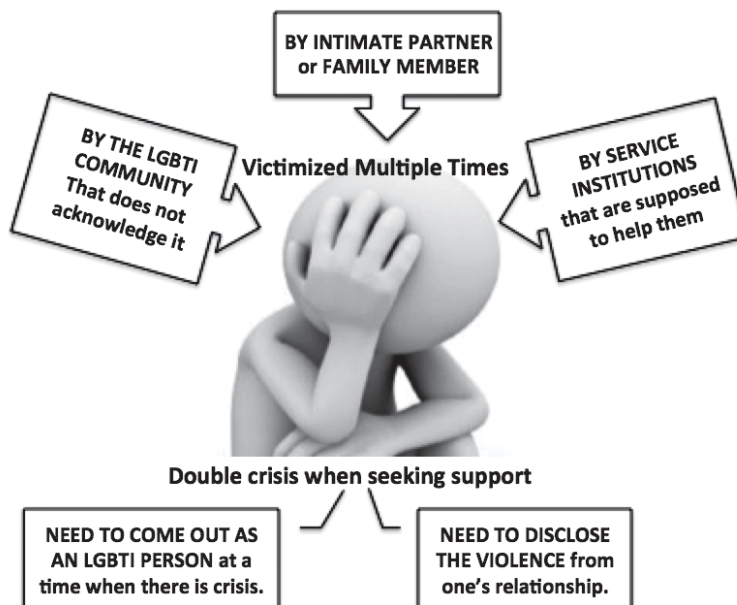 BY INTIMATE PARTNER
or FAMILY MEMBER
BY THE LGBTI
COMMUNITY
That does not
acknowledge it
Victimized Multiple Times
BY SERVICE
INSTITUTIONS
that are supposed
to help them
Double crisis when seeking support
NEED TO COME OUT AS
AN LGBTI PERSON at a
time when there is crisis.
NEED TO DISCLOSE
THE VIOLENCE from
one's relationship.